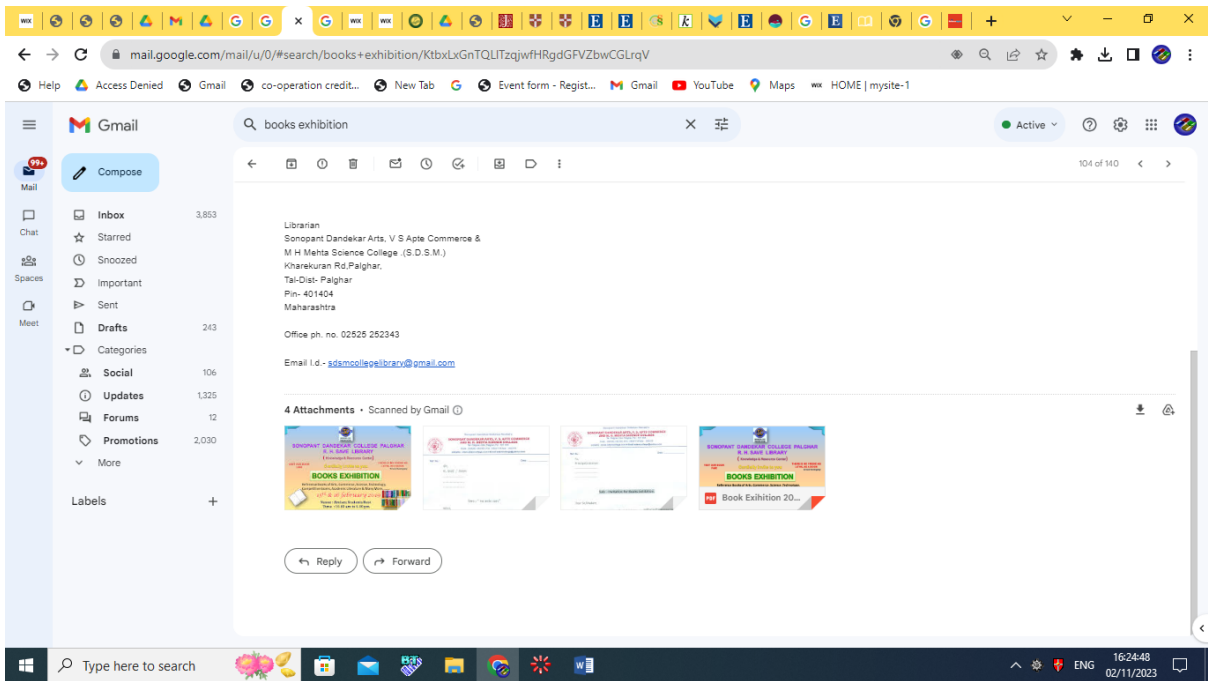 mail.google.com/mail/u/0/#search/books+exhibition/KtbxLxGnTQLITzqjwfHRgdGFVZbwCGLrqV
Help Access Denied Gmail co-operation credit... New Tab Event form - Regist... Gmail YouTube Maps HOME | mysite-1
Gmail
books exhibition
Active
99+
Mail
Compose
104 of 140
Inbox 3,853
Chat
Starred
Snoozed
Spaces
Important
Sent
Meet
Drafts 243
Categories
Social 106
Updates 1,325
Forums 12
Promotions 2,030
More
Labels
Librarian
Sonopant Dandekar Arts, V S Apte Commerce &
M H Mehta Science College .(S.D.S.M.)
Kharekuran Rd,Palghar,
Tal-Dist- Palghar
Pin- 401404
Maharashtra
Office ph. no. 02525 252343
Email I.d.- sdsmcollegelibrary@gmail.com
4 Attachments • Scanned by Gmail
SONOPANT DANDEKAR COLLEGE PALGHAR
R. H. SAVE LIBRARY
BOOKS EXHIBITION
SONOPANT DANDEKAR COLLEGE PALGHAR
R. H. SAVE LIBRARY
BOOKS EXHIBITION
PDF Book Exihition 20...
Reply
Forward
Type here to search
ENG
16:24:48
02/11/2023